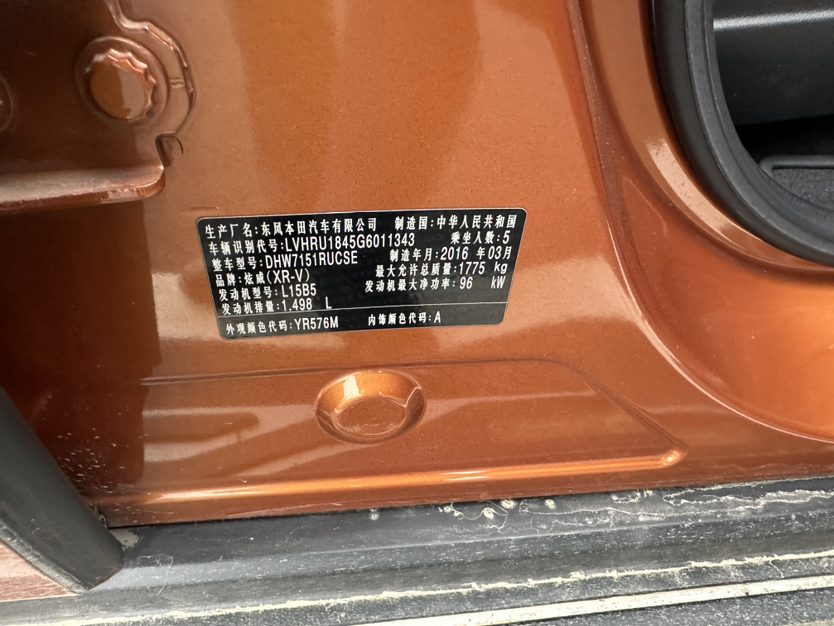 生产厂名:东风本田汽车有限公司 制造国:中华人民共和国
车辆识别代号:LVHRU1845G6011343 乘坐人数:5
整车型号:DHW7151RUCSE 制造年月:2016 年03月
品牌:炫威(XR-V) 最大允许总质量:1775 kg
发动机型号:L15B5 发动机最大净功率:96 kW
发动机排量:1.498 L
外观颜色代码:YR576M 内饰颜色代码:A